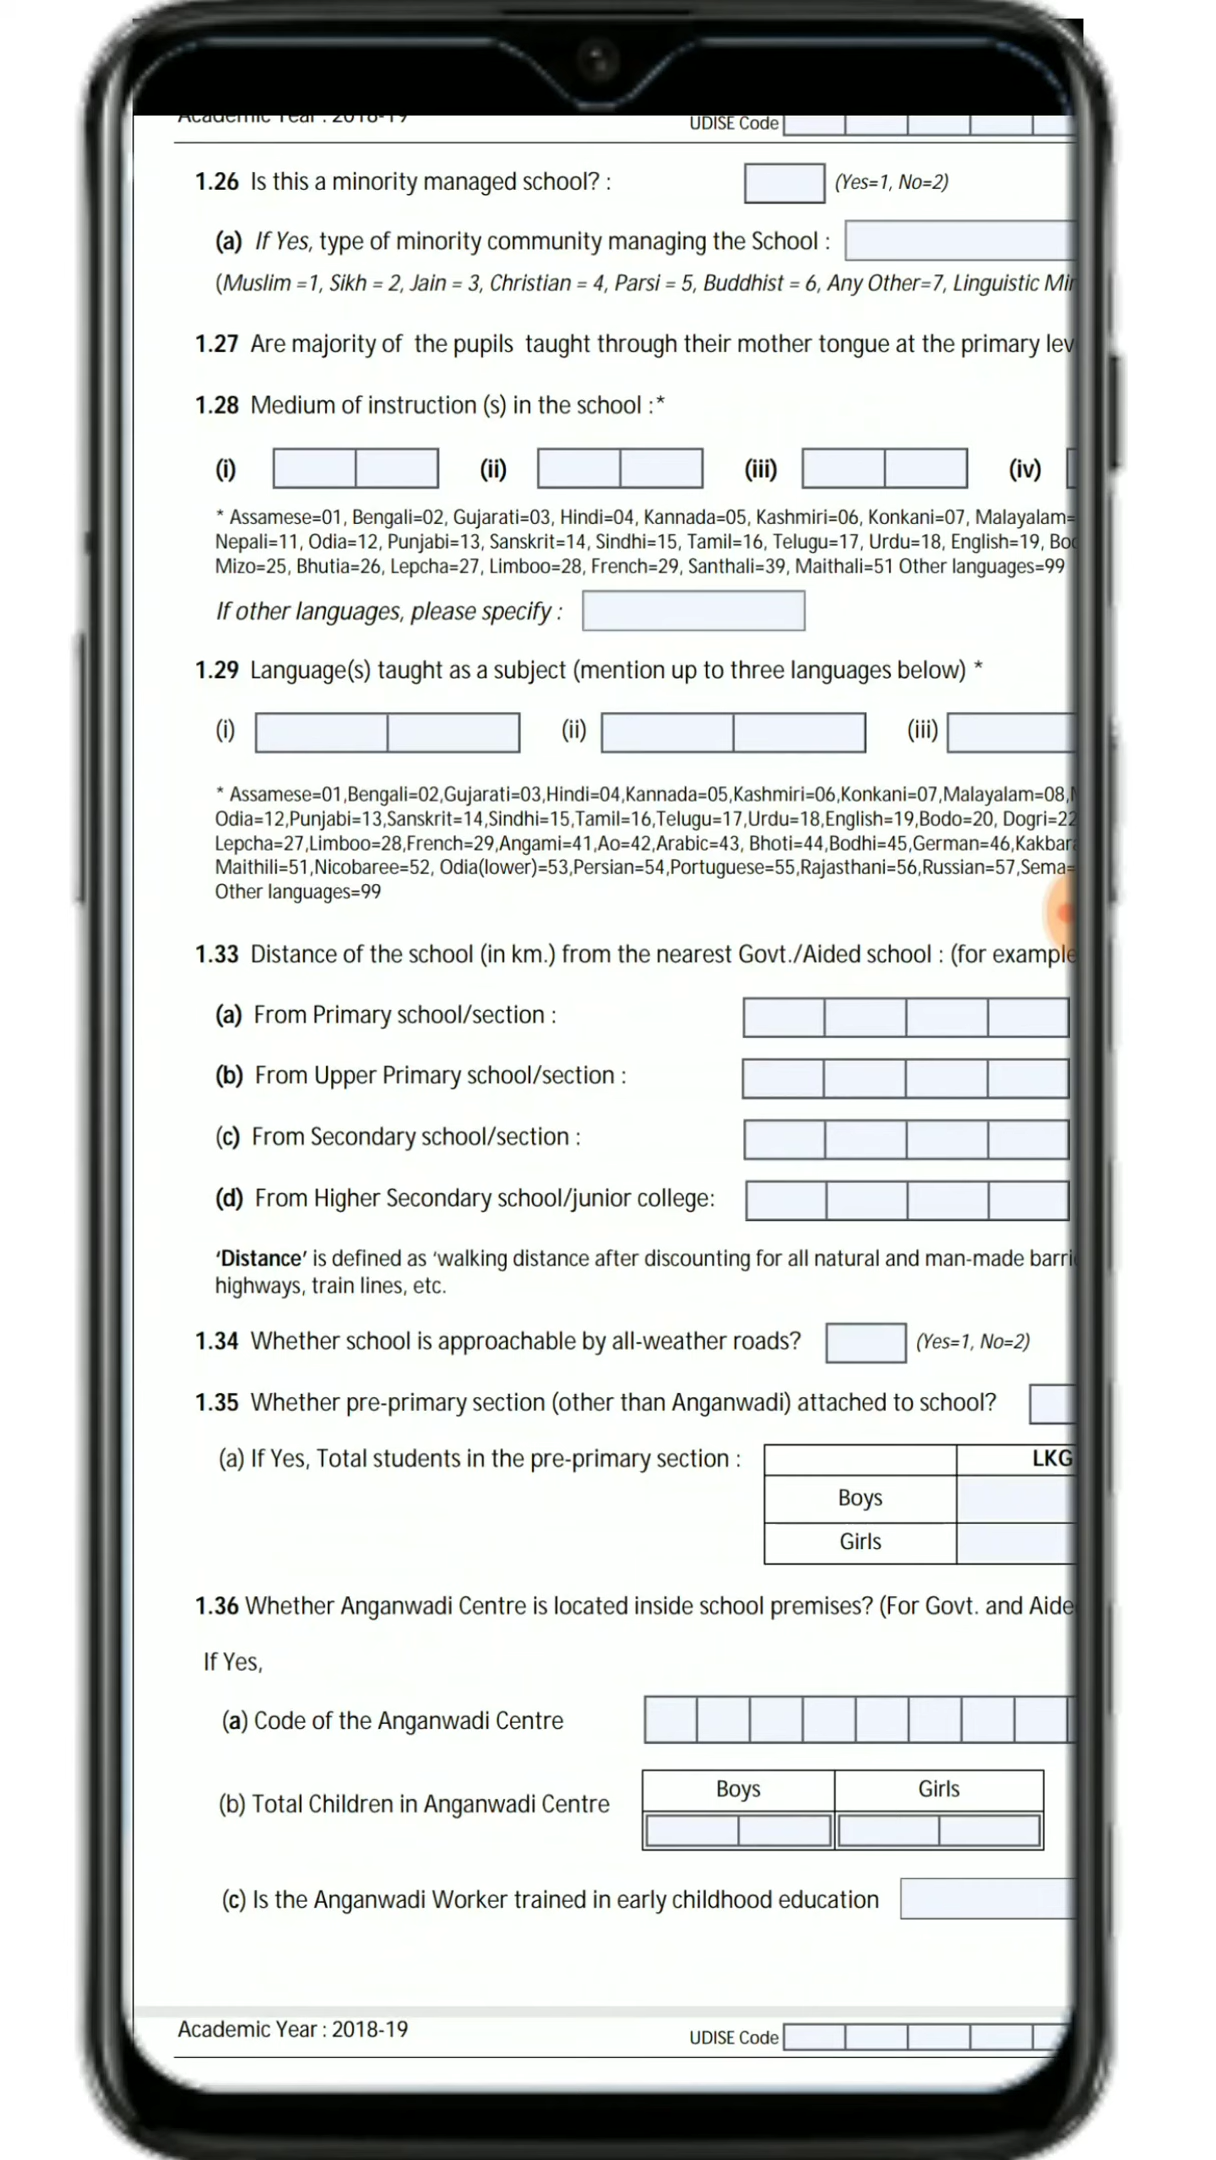 Academic Year : 2018-19
UDISE Code
1.26 Is this a minority managed school? :
(Yes=1, No=2)
(a) If Yes, type of minority community managing the School :
(Muslim =1, Sikh = 2, Jain = 3, Christian = 4, Parsi = 5, Buddhist = 6, Any Other=7, Linguistic
1.27 Are majority of the pupils taught through their mother tongue at the primary
1.28 Medium of instruction (s) in the school :*
(i) (ii) (iii) (iv)
* Assamese=01, Bengali=02, Gujarati=03, Hindi=04, Kannada=05, Kashmiri=06, Konkani=07, Malayalam=
Nepali=11, Odia=12, Punjabi=13, Sanskrit=14, Sindhi=15, Tamil=16, Telugu=17, Urdu=18, English=19,
Mizo=25, Bhutia=26, Lepcha=27, Limboo=28, French=29, Santhali=39, Maithali=51 Other languages=99
If other languages, please specify :
1.29 Language(s) taught as a subject (mention up to three languages below) *
(i) (ii) (iii)
* Assamese=01,Bengali=02,Gujarati=03,Hindi=04,Kannada=05,Kashmiri=06,Konkani=07,Malayalam=08,
Odia=12,Punjabi=13,Sanskrit=14,Sindhi=15,Tamil=16,Telugu=17,Urdu=18,English=19,Bodo=20, Dogri=22
Lepcha=27,Limboo=28,French=29,Angami=41,Ao=42,Arabic=43, Bhoti=44,Bodhi=45,German=46,
Maithili=51,Nicobaree=52, Odia(lower)=53,Persian=54,Portuguese=55,Rajasthani=56,Russian=57,Sema=
Other languages=99
1.33 Distance of the school (in km.) from the nearest Govt./Aided school : (for example
(a) From Primary school/section :
(b) From Upper Primary school/section :
(c) From Secondary school/section :
(d) From Higher Secondary school/junior college:
'Distance' is defined as 'walking distance after discounting for all natural and man-made
highways, train lines, etc.
1.34 Whether school is approachable by all-weather roads?
(Yes=1, No=2)
1.35 Whether pre-primary section (other than Anganwadi) attached to school?
(a) If Yes, Total students in the pre-primary section :
LKG
Boys
Girls
1.36 Whether Anganwadi Centre is located inside school premises? (For Govt. and
If Yes,
(a) Code of the Anganwadi Centre
Boys Girls
(b) Total Children in Anganwadi Centre
(c) Is the Anganwadi Worker trained in early childhood education
Academic Year : 2018-19
UDISE Code